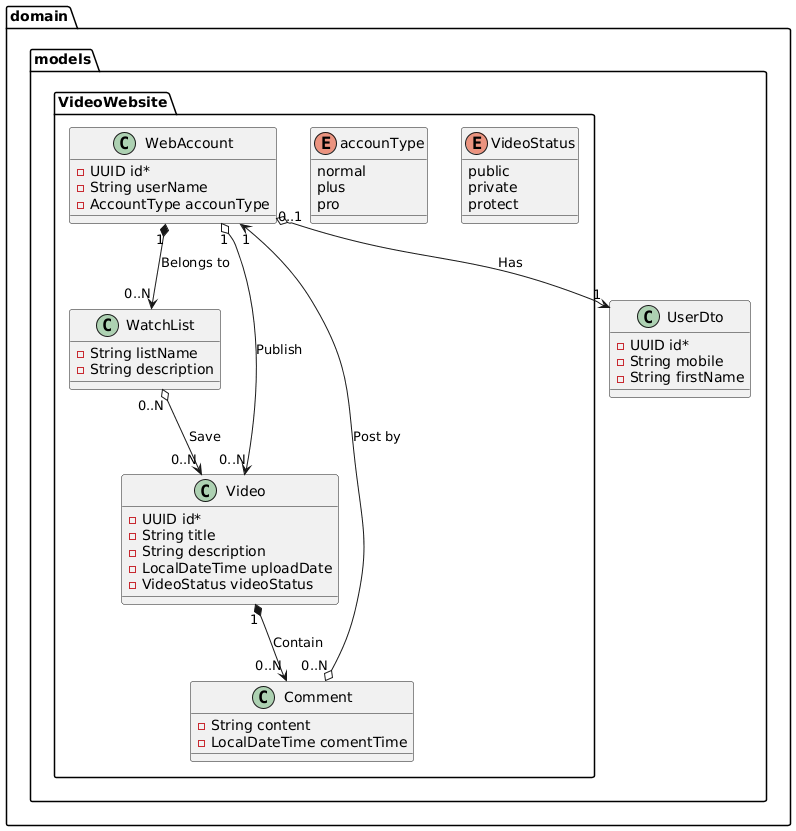 domain
models
VideoWebsite
C WebAccount
UUID id*
String userName
AccountType accounType
E accounType
normal
plus
pro
E VideoStatus
public
private
protect
1
1
1
0..1
Belongs to
Has
0..N
1
C WatchList
String listName
String description
C UserDto
UUID id*
String mobile
String firstName
Publish
0..N
Save
Post by
0..N
0..N
C Video
UUID id*
String title
String description
LocalDateTime uploadDate
VideoStatus videoStatus
1
Contain
0..N
0..N
C Comment
String content
LocalDateTime comentTime